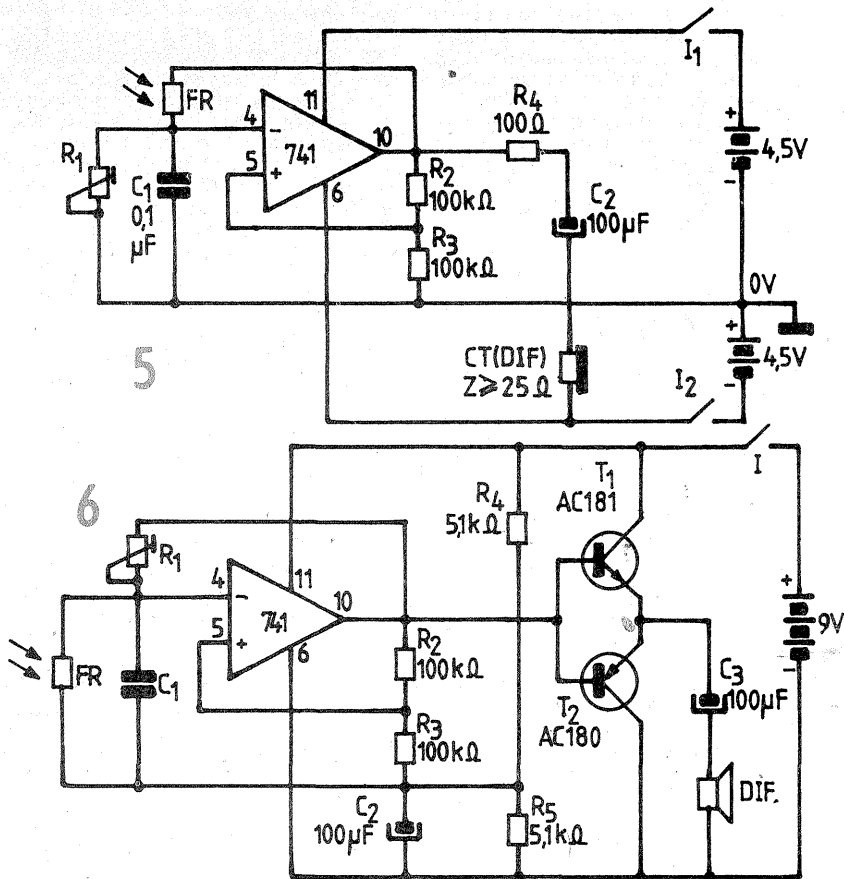 I1
11
FR
R4
100Ω
4
10
+
-
R1
741
5
+
R2
100kΩ
4,5V
C1
0,1
µF
6
C2
100µF
-
R3
100kΩ
0V
5
CT(DIF)
Z⩾25Ω
+
4,5V
I2
-
T1
AC181
I
6
R4
5,1kΩ
R1
4
11
-
10
+
5
741
9V
+
6
R2
100kΩ
FR
C1
-
C3
100µF
T2
AC180
R3
100kΩ
DIF.
C2
100µF
R5
5,1kΩ